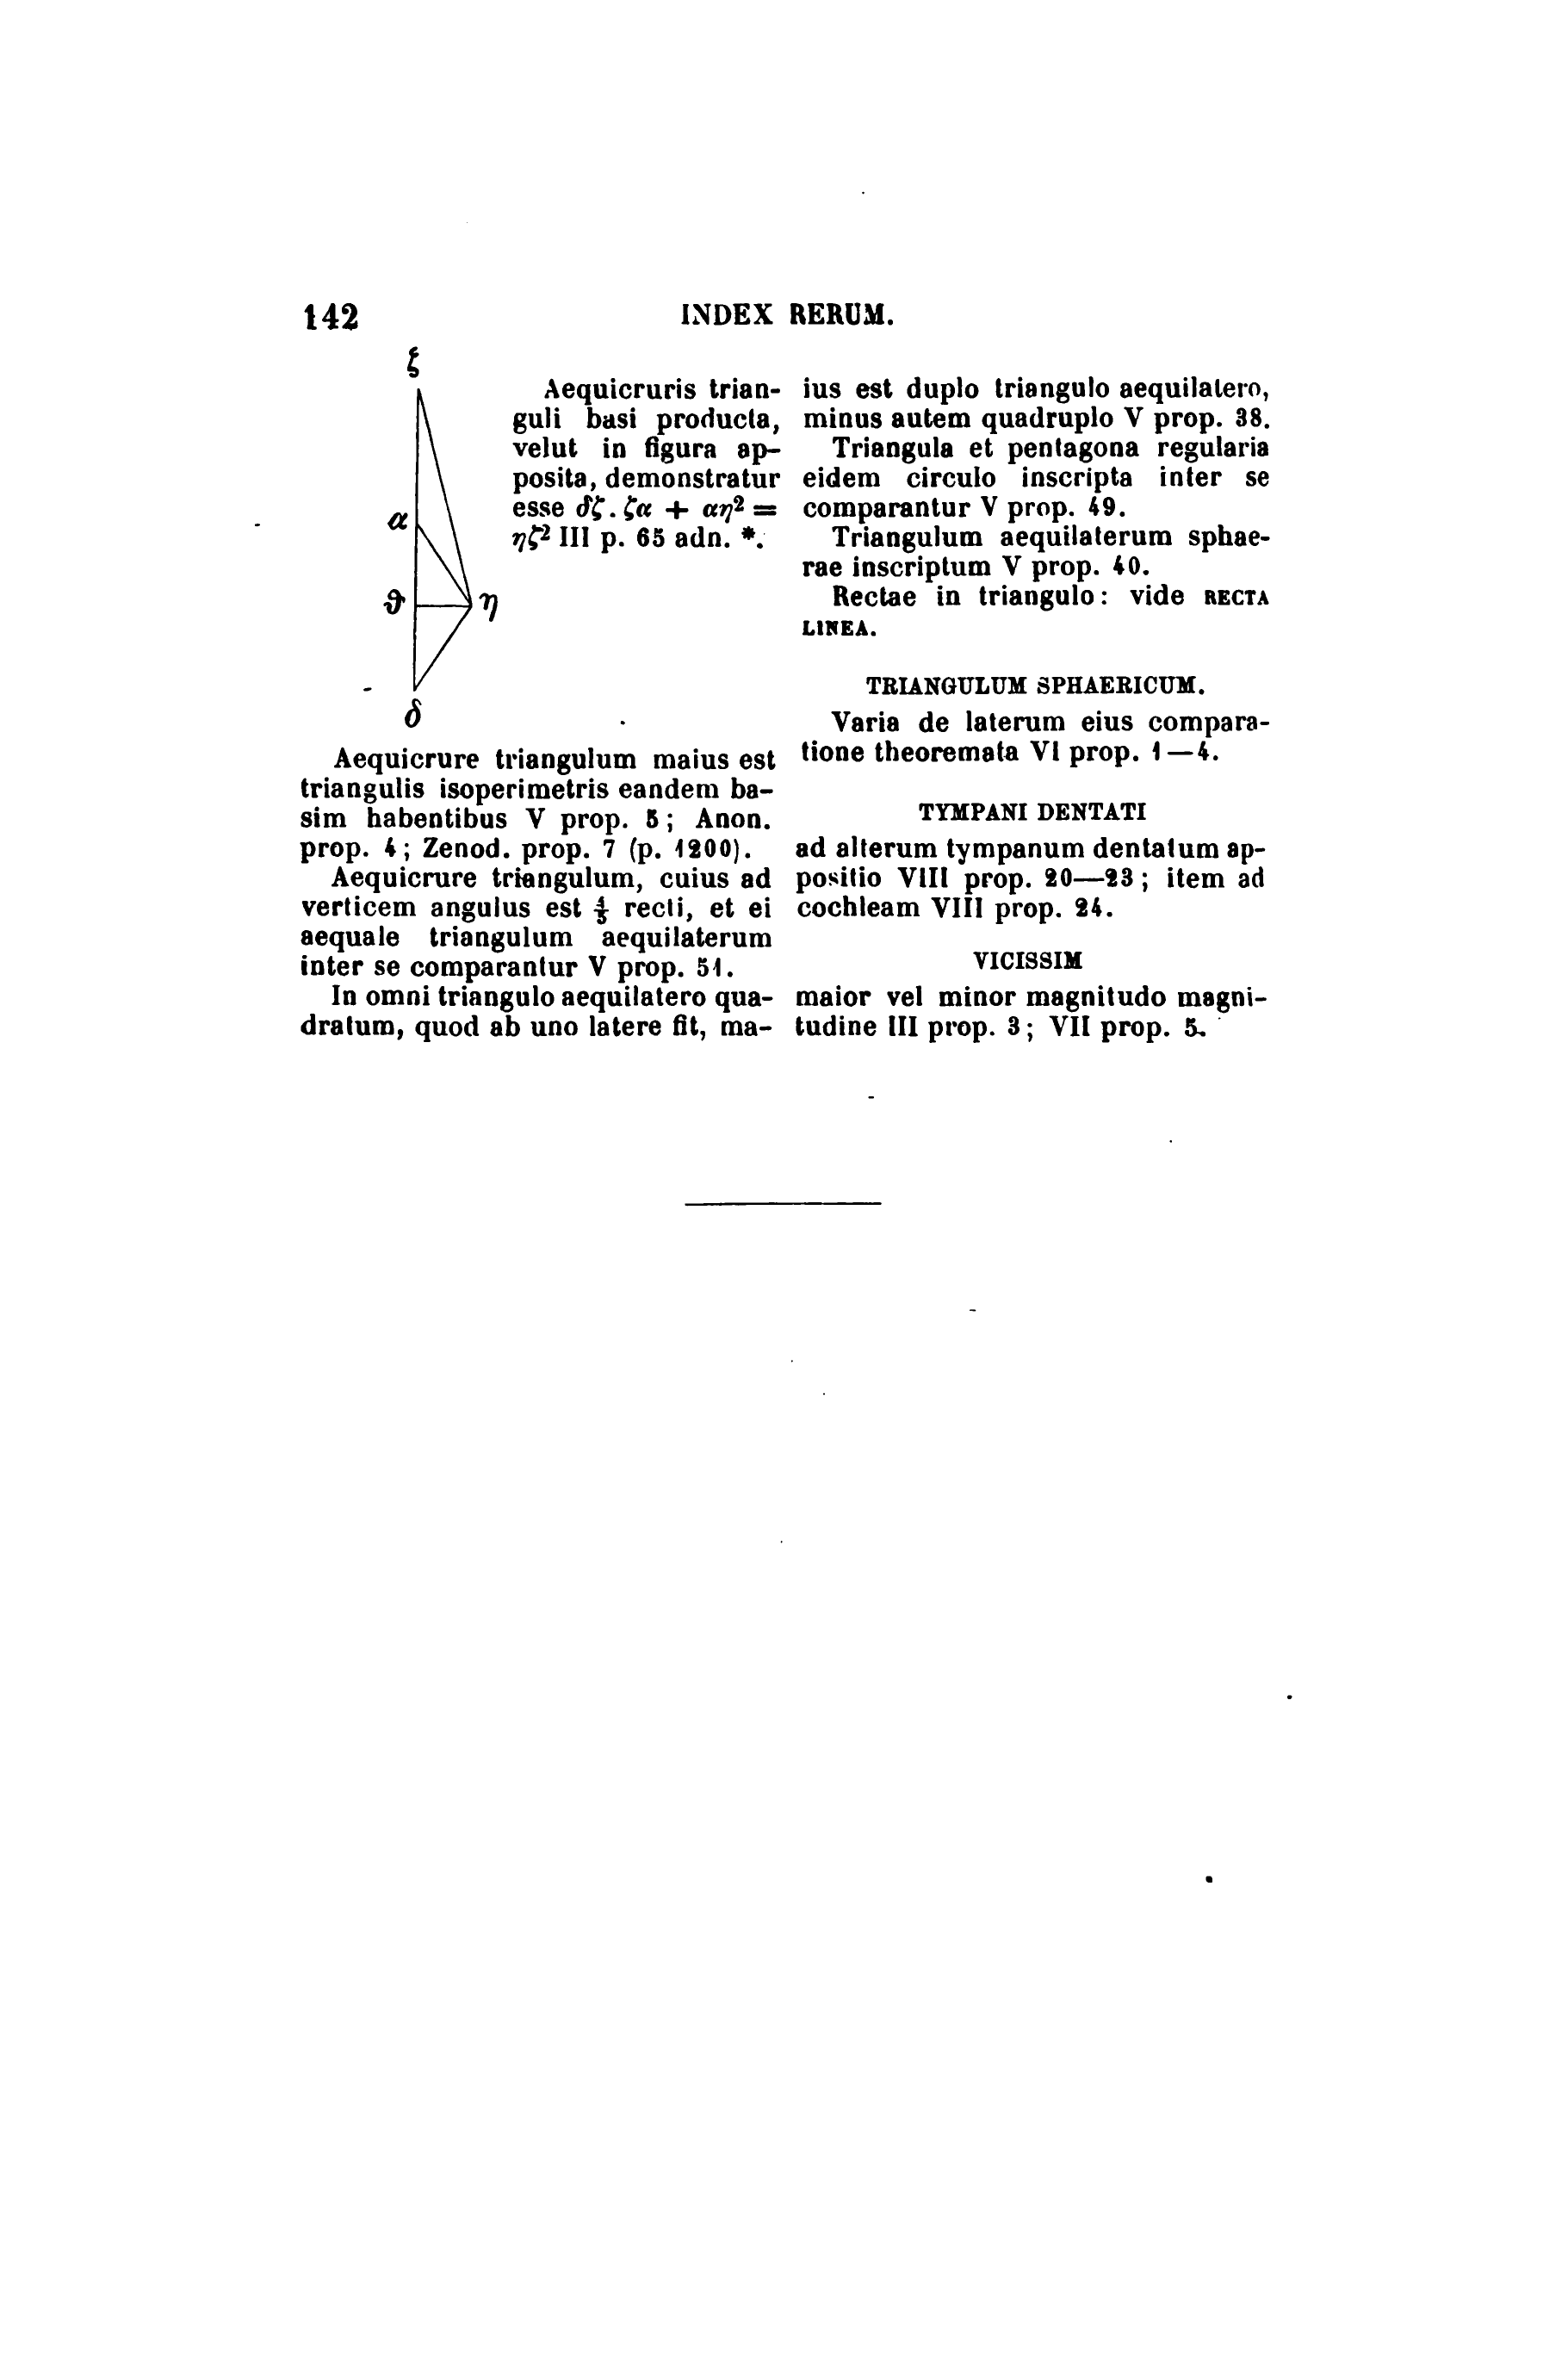 142
INDEX RERUM.
ζ
α
ϑ
η
δ
Aequicruris trian-
guli basi producta,
velut in figura ap-
posita, demonstratur
esse δζ . ζα + αη² =
ηζ² III p. 65 adn. *.
Aequicrure triangulum maius est
triangulis isoperimetris eandem ba-
sim habentibus V prop. 5; Anon.
prop. 4; Zenod. prop. 7 (p. 1200).
Aequicrure triangulum, cuius ad
verticem angulus est ⅘ recti, et ei
aequale triangulum aequilaterum
inter se comparantur V prop. 51.
In omni triangulo aequilatero qua-
dratum, quod ab uno latere fit, ma-
ius est duplo triangulo aequilatero,
minus autem quadruplo V prop. 38.
Triangula et pentagona regularia
eidem circulo inscripta inter se
comparantur V prop. 49.
Triangulum aequilaterum sphae-
rae inscriptum V prop. 40.
Rectae in triangulo: vide RECTA
LINEA.
TRIANGULUM SPHAERICUM.
Varia de laterum eius compara-
tione theoremata VI prop. 1—4.
TYMPANI DENTATI
ad alterum tympanum dentatum ap-
positio VIII prop. 20—23; item ad
cochleam VIII prop. 24.
VICISSIM
maior vel minor magnitudo magni-
tudine III prop. 3; VII prop. 5.